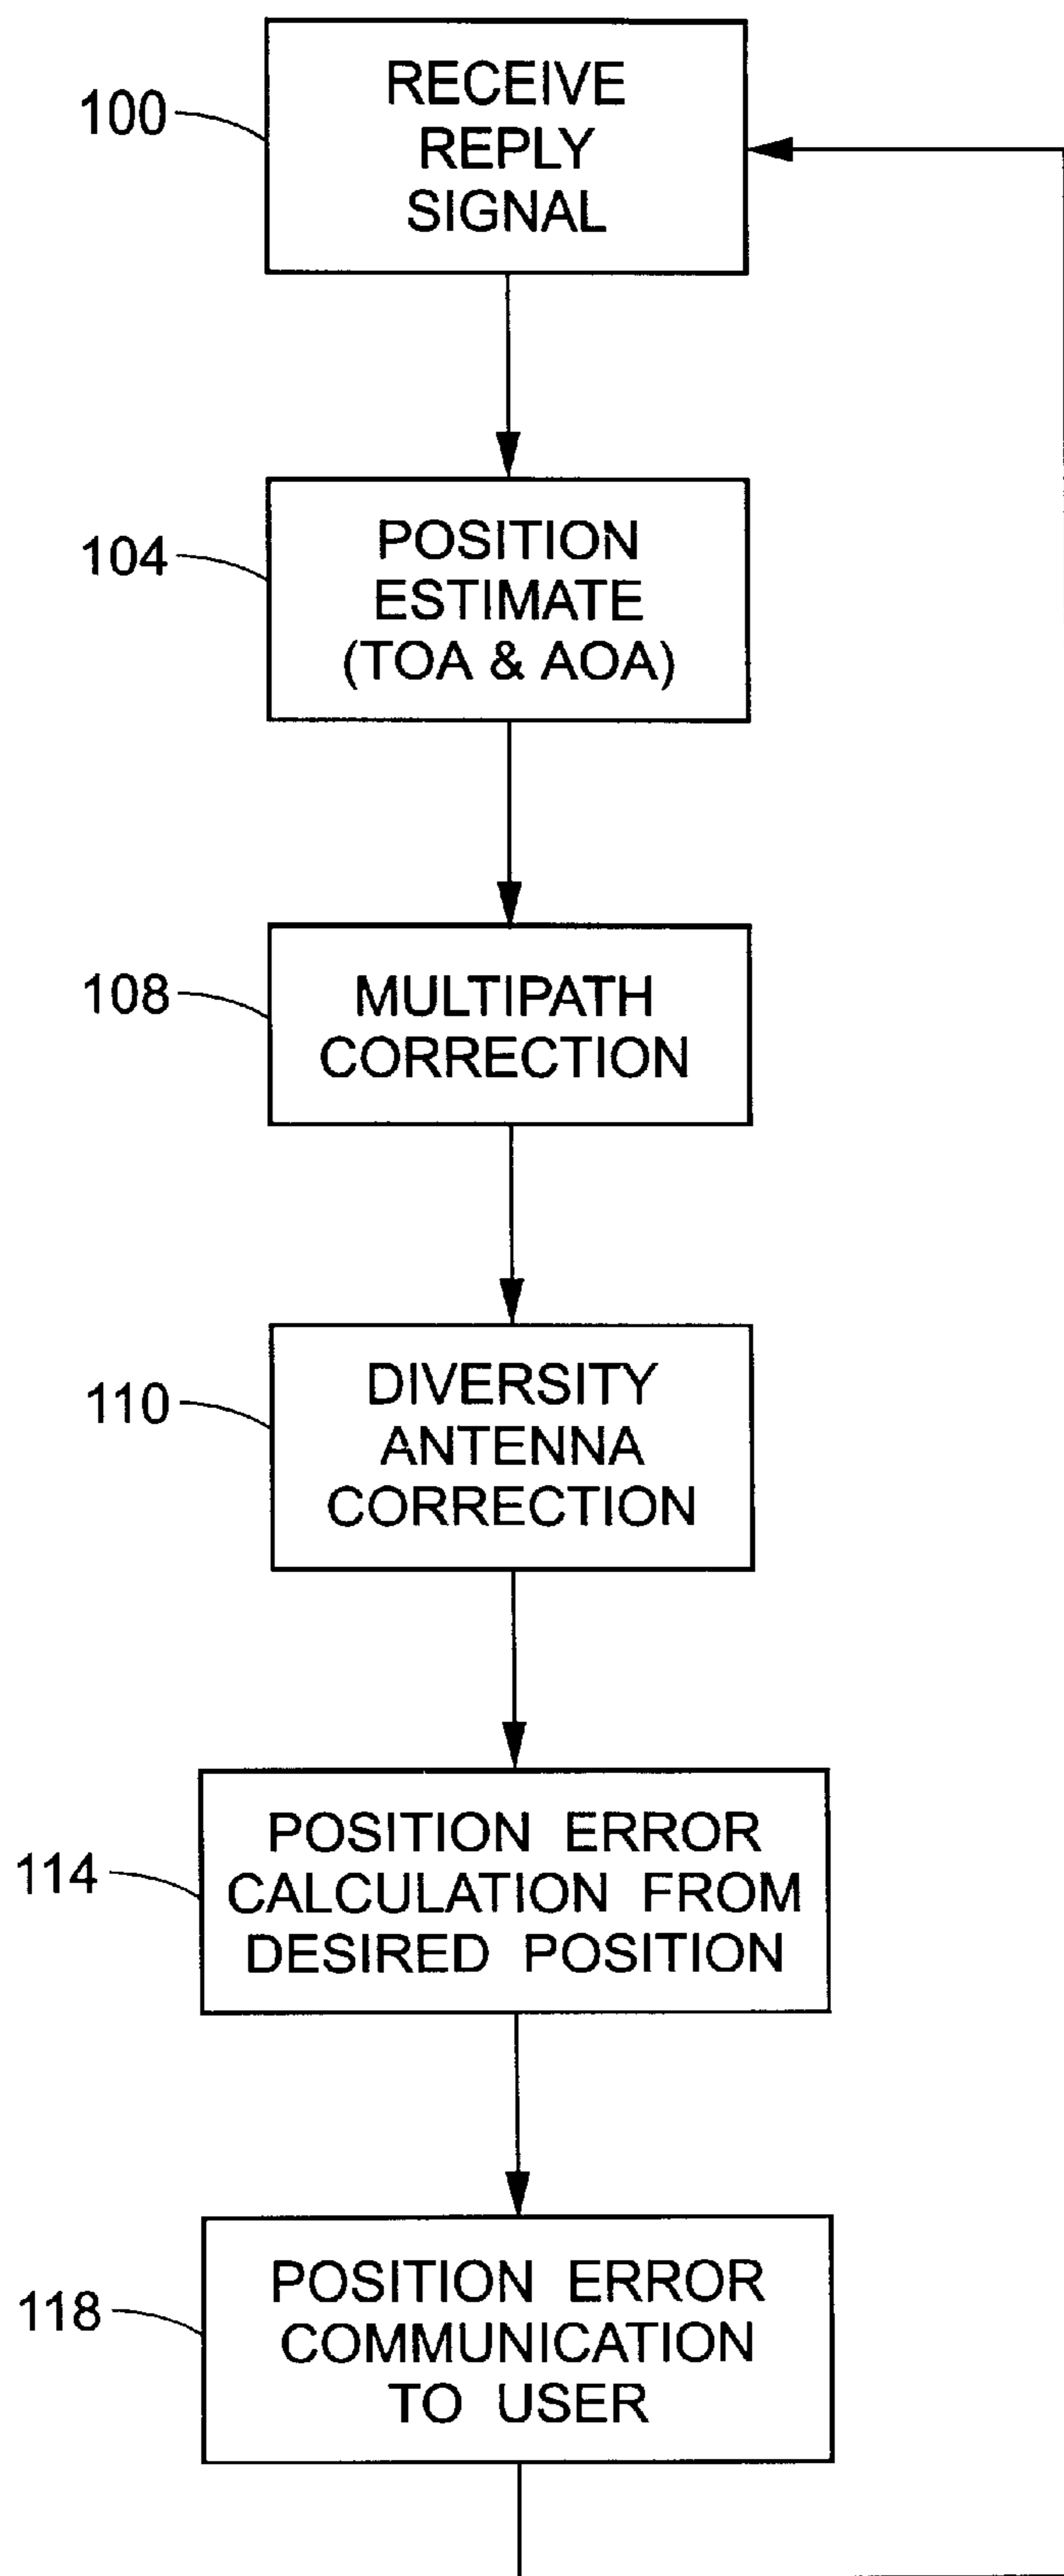 100
RECEIVE
REPLY
SIGNAL
104
POSITION
ESTIMATE
(TOA & AOA)
108
MULTIPATH
CORRECTION
110
DIVERSITY
ANTENNA
CORRECTION
114
POSITION ERROR
CALCULATION FROM
DESIRED POSITION
118
POSITION ERROR
COMMUNICATION
TO USER